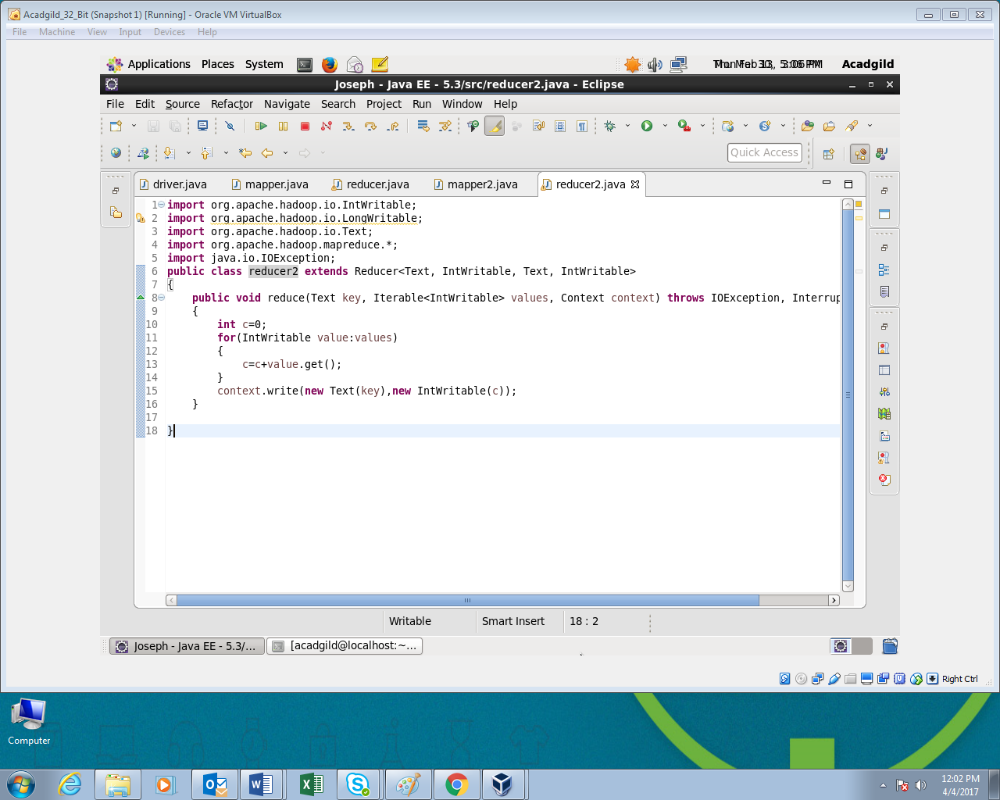 Acadgild_32_Bit (Snapshot 1) [Running] - Oracle VM VirtualBox
File Machine View Input Devices Help
Applications Places System Acadgild
Joseph - Java EE - 5.3/src/reducer2.java - Eclipse
File Edit Source Refactor Navigate Search Project Run Window Help
Quick Access
driver.java mapper.java reducer.java mapper2.java reducer2.java
1 import org.apache.hadoop.io.IntWritable;
2 import org.apache.hadoop.io.LongWritable;
3 import org.apache.hadoop.io.Text;
4 import org.apache.hadoop.mapreduce.*;
5 import java.io.IOException;
6 public class reducer2 extends Reducer<Text, IntWritable, Text, IntWritable>
7 {
8 public void reduce(Text key, Iterable<IntWritable> values, Context context) throws IOException, Interrup
9 {
10 int c=0;
11 for(IntWritable value:values)
12 {
13 c=c+value.get();
14 }
15 context.write(new Text(key),new IntWritable(c));
16 }
17
18 }
Writable Smart Insert 18 : 2
Joseph - Java EE - 5.3/... [acadgild@localhost:~...
Right Ctrl
Computer
12:02 PM
4/4/2017